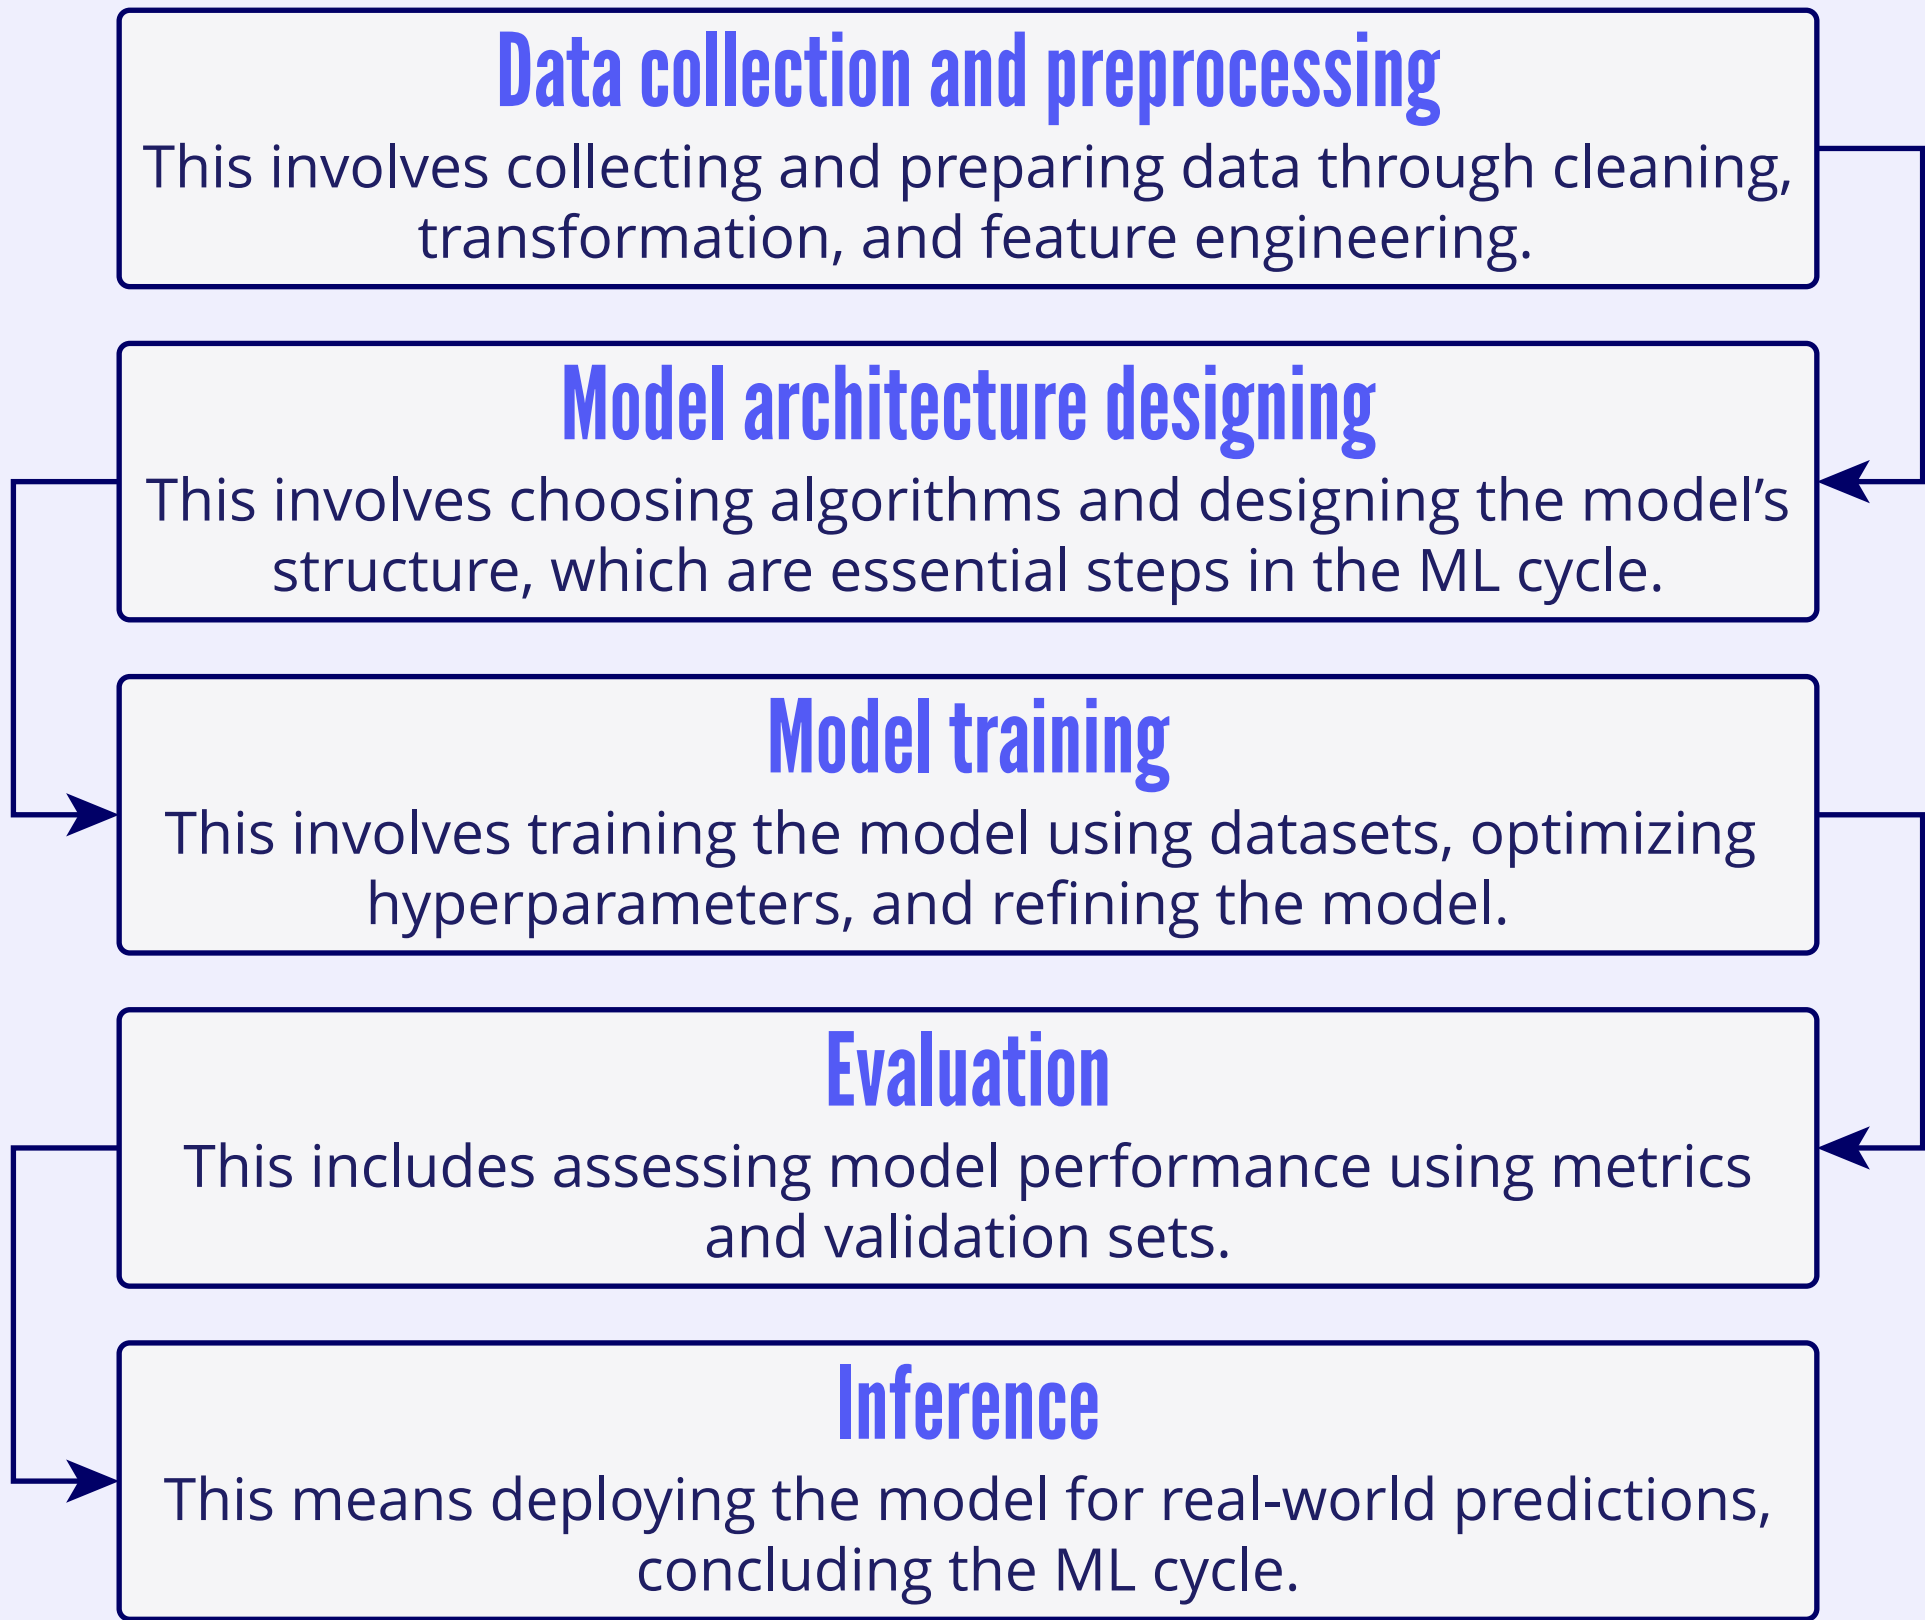 Data collection and preprocessing
This involves collecting and preparing data through cleaning,
transformation, and feature engineering.
Model architecture designing
This involves choosing algorithms and designing the model’s
structure, which are essential steps in the ML cycle.
Model training
This involves training the model using datasets, optimizing
hyperparameters, and refining the model.
Evaluation
This includes assessing model performance using metrics
and validation sets.
Inference
This means deploying the model for real-world predictions,
concluding the ML cycle.